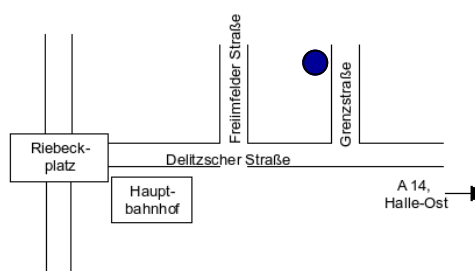 Riebeck-
platz
Freiimfelder Straße
Grenzstraße
Delitzscher Straße
Haupt-
bahnhof
A 14,
Halle-Ost